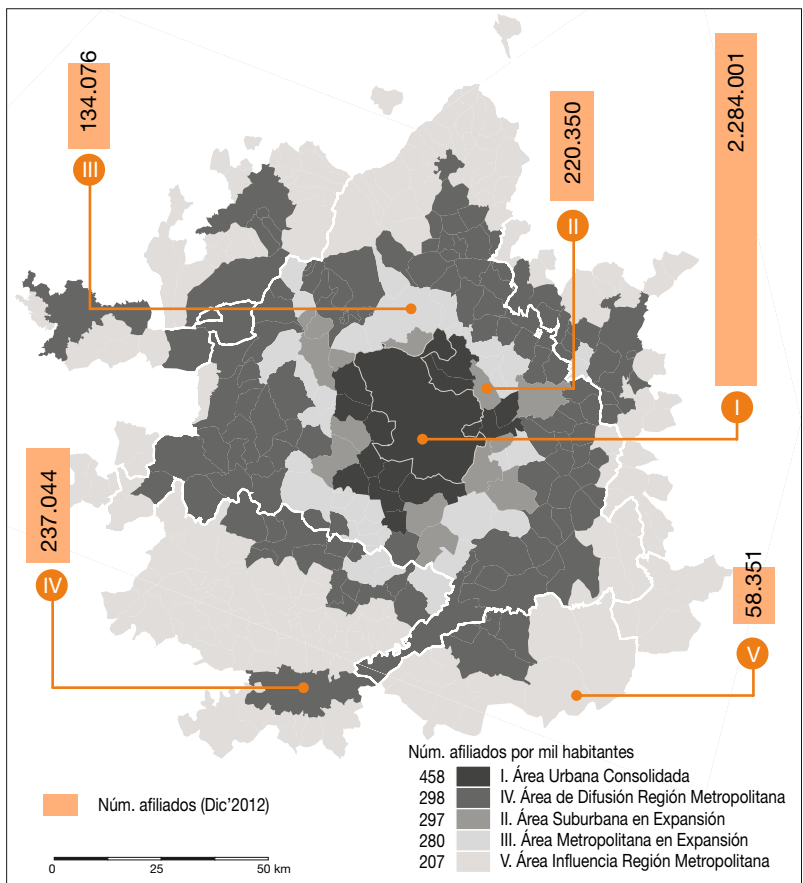 134.076
III
220.350
II
2.284.001
I
237.044
IV
58.351
V
Núm. afiliados por mil habitantes
458 I. Área Urbana Consolidada
298 IV. Área de Difusión Región Metropolitana
297 II. Área Suburbana en Expansión
280 III. Área Metropolitana en Expansión
207 V. Área Influencia Región Metropolitana
Núm. afiliados (Dic'2012)
0 25 50 km